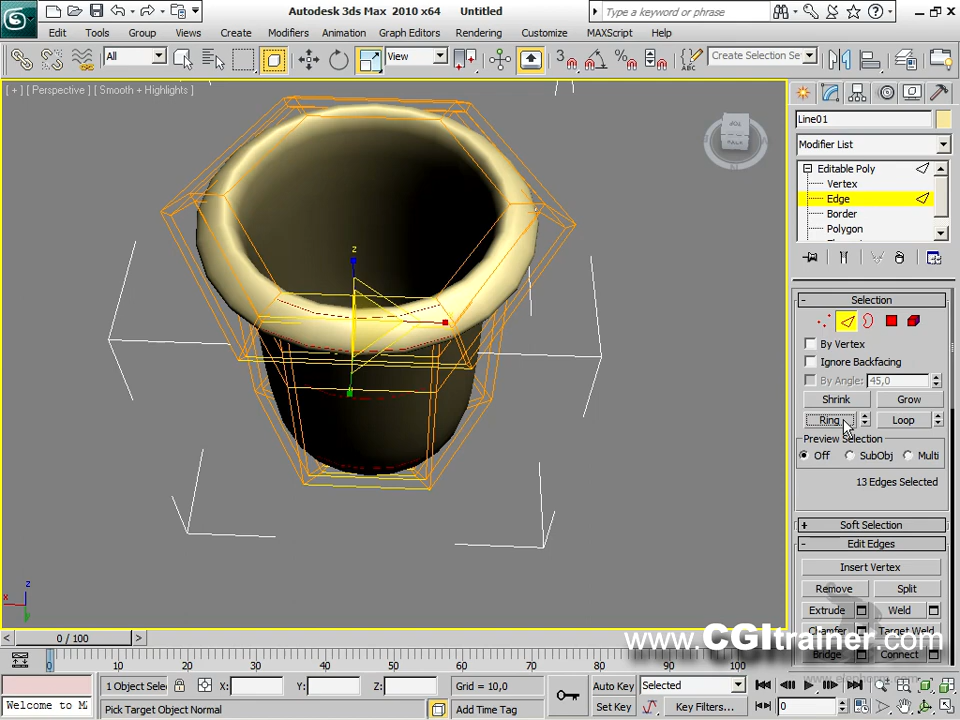 Autodesk 3ds Max 2010 x64 Untitled
Type a keyword or phrase
Edit Tools Group Views Create Modifiers Animation Graph Editors Rendering Customize MAXScript Help
All View Create Selection Se
[ + ] [ Perspective ] [ Smooth + Highlights ]
Line01
Modifier List
Editable Poly
Vertex
Edge
Border
Polygon
Selection
By Vertex
Ignore Backfacing
By Angle: 45,0
Shrink Grow
Ring Loop
Preview Selection
Off SubObj Multi
13 Edges Selected
Soft Selection
Edit Edges
Insert Vertex
Remove Split
Extrude Weld
Chamfer Target Weld
Bridge Connect
z
z
x
0 / 100
www.CGItrainer.com
0 10 20 30 40 50 60 70 80 90 100
1 Object Sele X: Y: Z: Grid = 10,0 Auto Key Selected
Welcome to M Pick Target Object Normal Add Time Tag Set Key Key Filters... 0